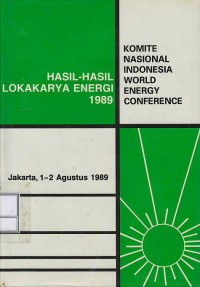 HASIL-HASIL
LOKAKARYA ENERGI
1989
KOMITE
NASIONAL
INDONESIA
WORLD
ENERGY
CONFERENCE
Jakarta, 1-2 Agustus 1989